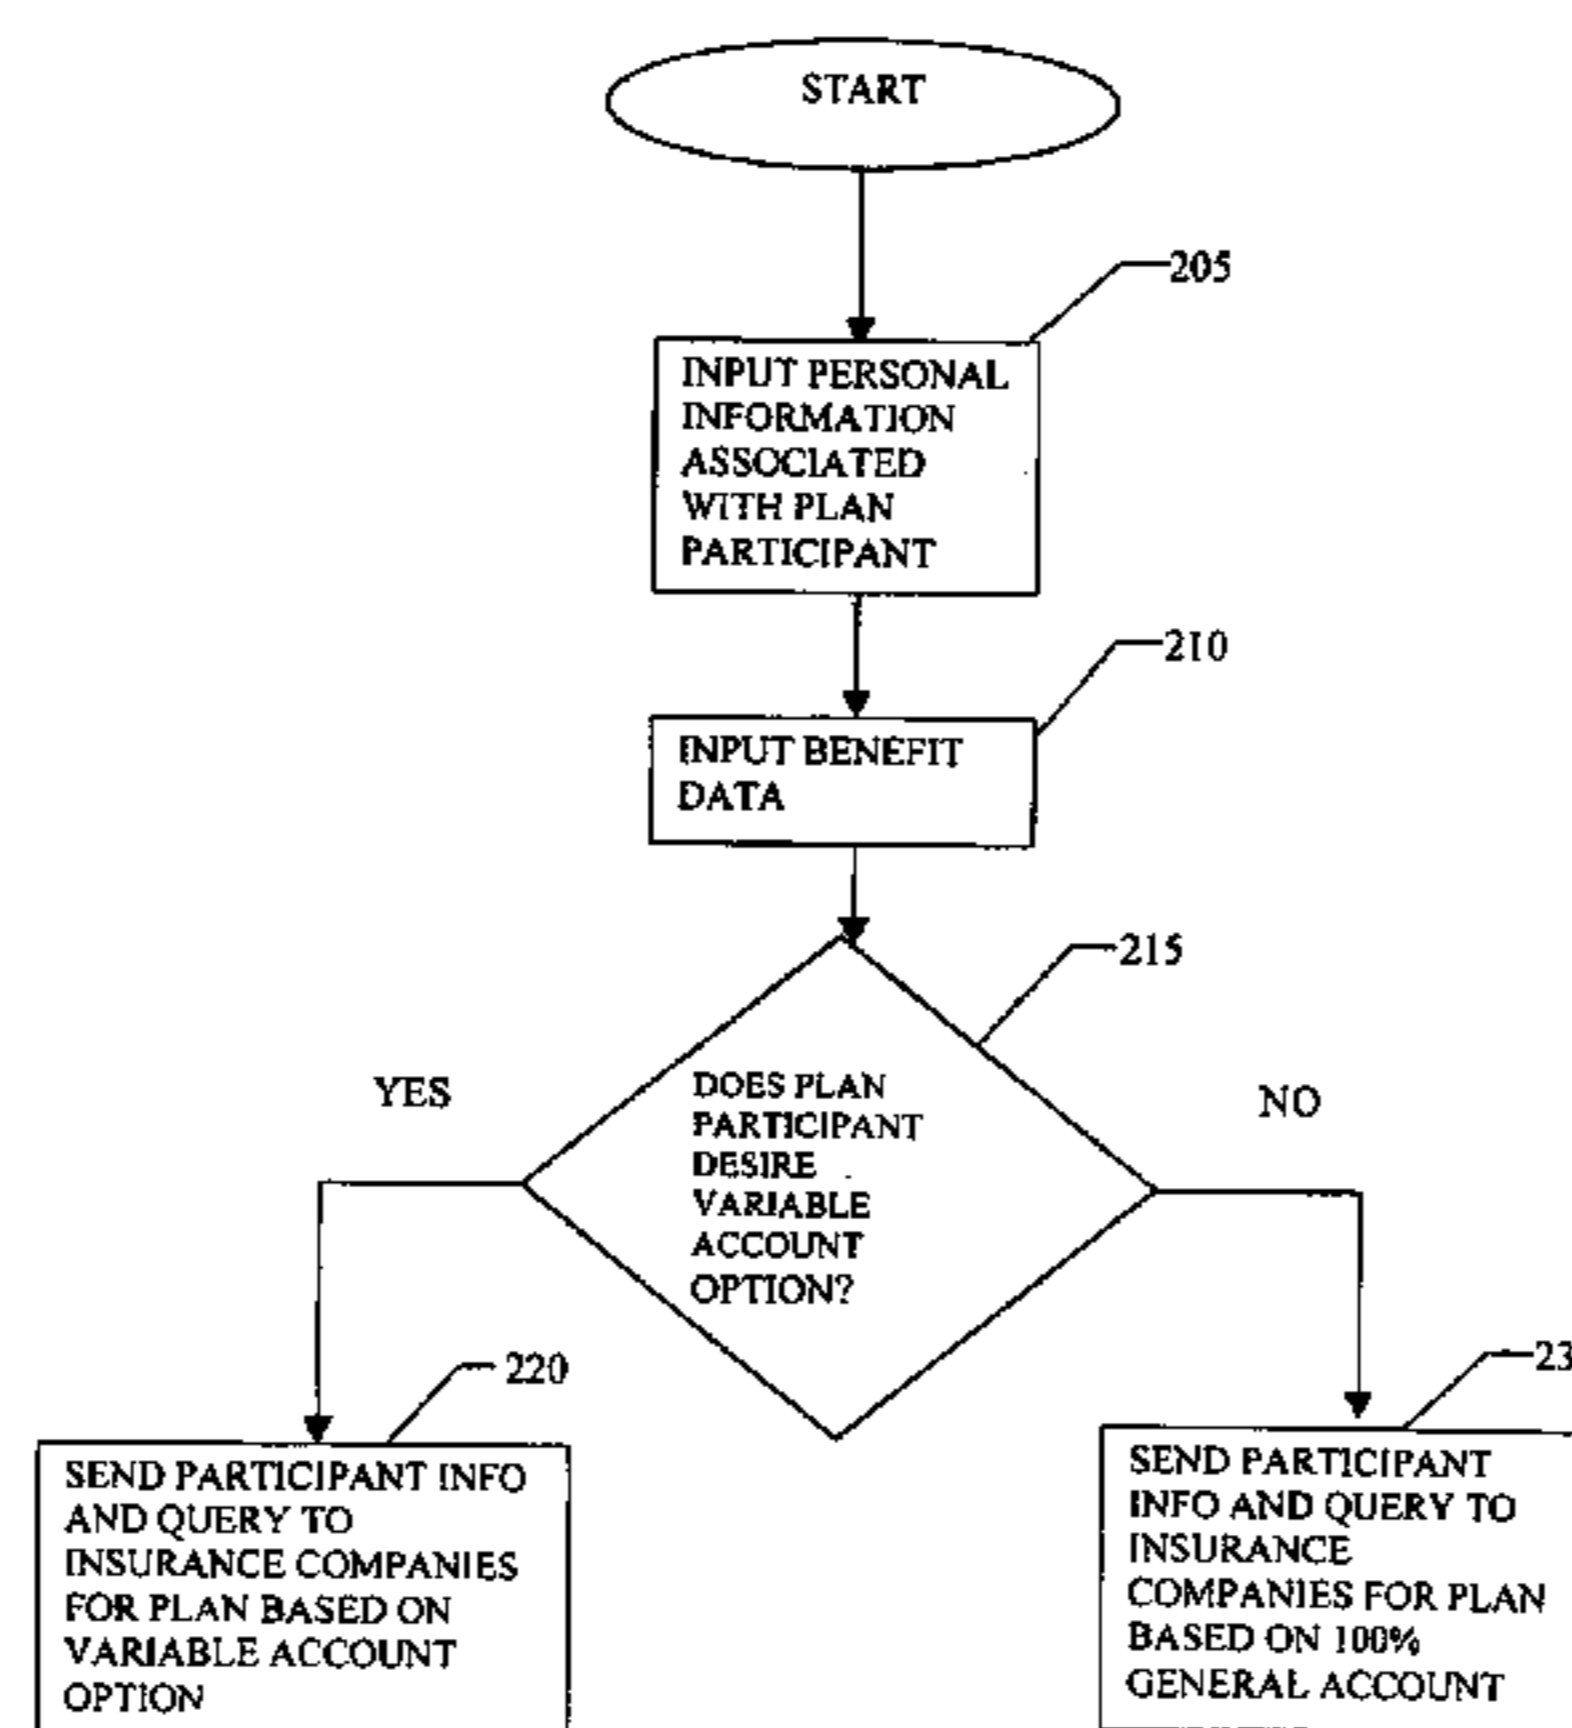 START
205
INPUT PERSONAL
INFORMATION
ASSOCIATED
WITH PLAN
PARTICIPANT
210
INPUT BENEFIT
DATA
215
YES
DOES PLAN
PARTICIPANT
DESIRE
VARIABLE
ACCOUNT
OPTION?
NO
220
SEND PARTICIPANT INFO
AND QUERY TO
INSURANCE COMPANIES
FOR PLAN BASED ON
VARIABLE ACCOUNT
OPTION
23
SEND PARTICIPANT
INFO AND QUERY TO
INSURANCE
COMPANIES FOR PLAN
BASED ON 100%
GENERAL ACCOUNT